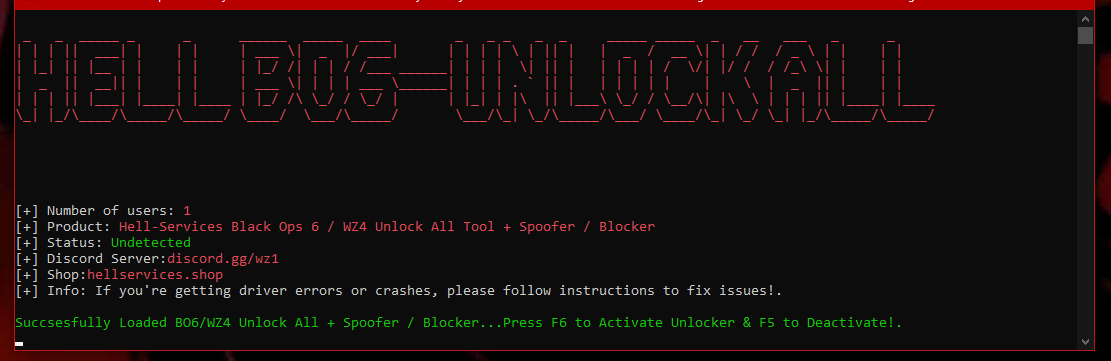 HELLBO6-UNLOCKALL
[+] Number of users: 1
[+] Product: Hell-Services Black Ops 6 / WZ4 Unlock All Tool + Spoofer / Blocker
[+] Status: Undetected
[+] Discord Server:discord.gg/wz1
[+] Shop:hellservices.shop
[+] Info: If you're getting driver errors or crashes, please follow instructions to fix issues!.
Succsesfully Loaded BO6/WZ4 Unlock All + Spoofer / Blocker...Press F6 to Activate Unlocker & F5 to Deactivate!.